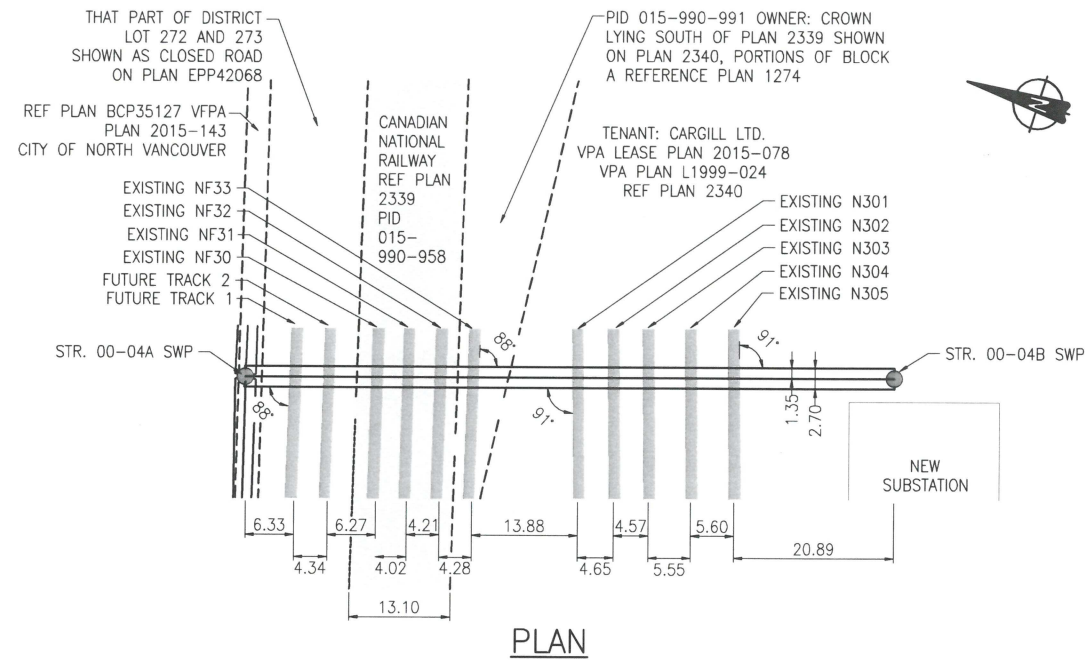 THAT PART OF DISTRICT
LOT 272 AND 273
SHOWN AS CLOSED ROAD
ON PLAN EPP42068
REF PLAN BCP35127 VFPA
PLAN 2015-143
CITY OF NORTH VANCOUVER
CANADIAN
NATIONAL
RAILWAY
REF PLAN
2339
PID
015-
990-958
PID 015-990-991 OWNER: CROWN
LYING SOUTH OF PLAN 2339 SHOWN
ON PLAN 2340, PORTIONS OF BLOCK
A REFERENCE PLAN 1274
N
TENANT: CARGILL LTD.
VPA LEASE PLAN 2015-078
VPA PLAN L1999-024
REF PLAN 2340
EXISTING NF33
EXISTING NF32
EXISTING NF31
EXISTING NF30
FUTURE TRACK 2
FUTURE TRACK 1
EXISTING N301
EXISTING N302
EXISTING N303
EXISTING N304
EXISTING N305
STR. 00-04A SWP
88°
88°
91°
91°
1.35
2.70
STR. 00-04B SWP
NEW
SUBSTATION
6.33
4.34
6.27
4.02
4.21
4.28
13.88
4.65
4.57
5.55
5.60
20.89
13.10
PLAN